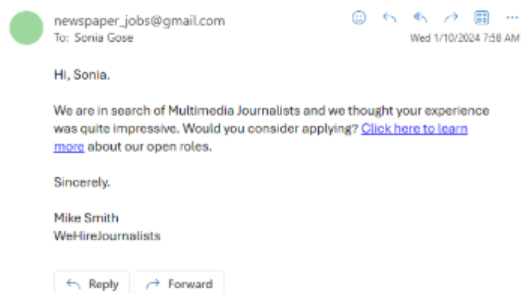 newspaper_jobs@gmail.com
To: Sonia Gose
Wed 1/10/2024 7:58 AM
Hi, Sonia.
We are in search of Multimedia Journalists and we thought your experience
was quite impressive. Would you consider applying? Click here to learn
more about our open roles.
Sincerely,
Mike Smith
WeHireJournalists
Reply
Forward